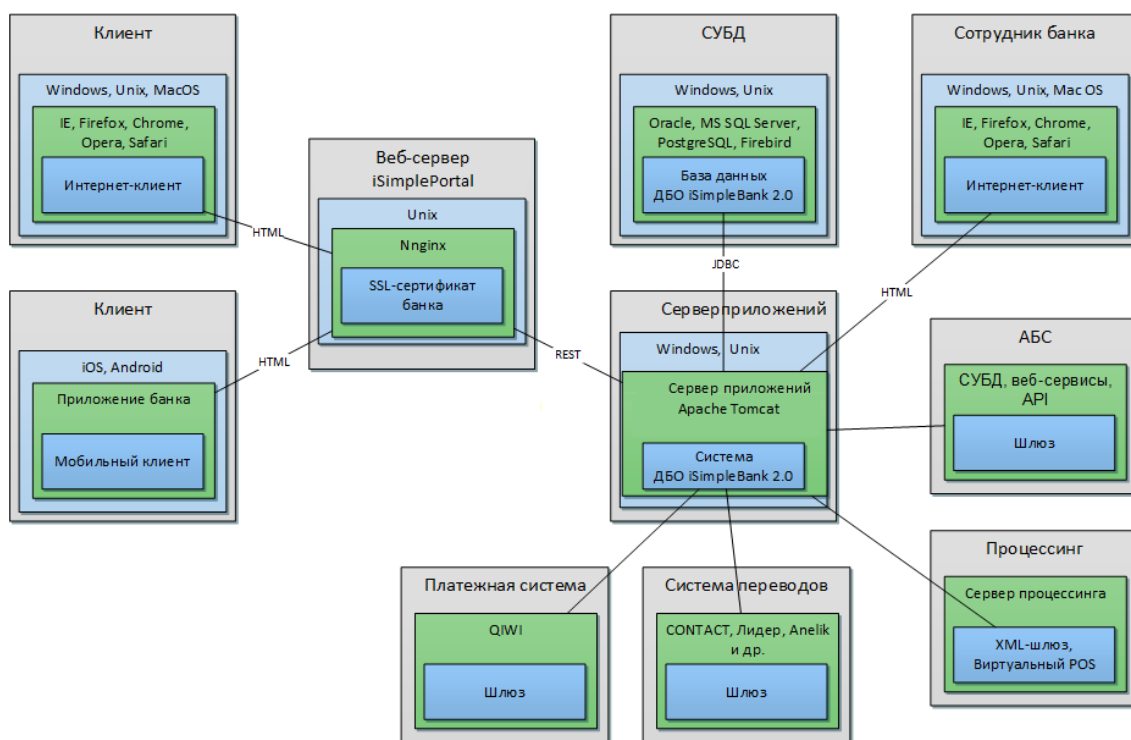 Клиент
Windows, Unix, MacOS
IE, Firefox, Chrome,
Opera, Safari
Интернет-клиент
HTML
Клиент
iOS, Android
Приложение банка
Мобильный клиент
HTML
Веб-сервер
iSimplePortal
Unix
Nnginx
SSL-сертификат
банка
REST
СУБД
Windows, Unix
Oracle, MS SQL Server,
PostgreSQL, Firebird
База данных
ДБО iSimpleBank 2.0
JDBC
Сотрудник банка
Windows, Unix, Mac OS
IE, Firefox, Chrome,
Opera, Safari
Интернет-клиент
HTML
Серверприложений
Windows, Unix
Сервер приложений
Apache Tomcat
Система
ДБО iSimpleBank 2.0
АБС
СУБД, веб-сервисы,
API
Шлюз
Процессинг
Сервер процессинга
XML-шлюз,
Виртуальный POS
Платежная система
QIWI
Шлюз
Система переводов
CONTACT, Лидер, Anelik
и др.
Шлюз